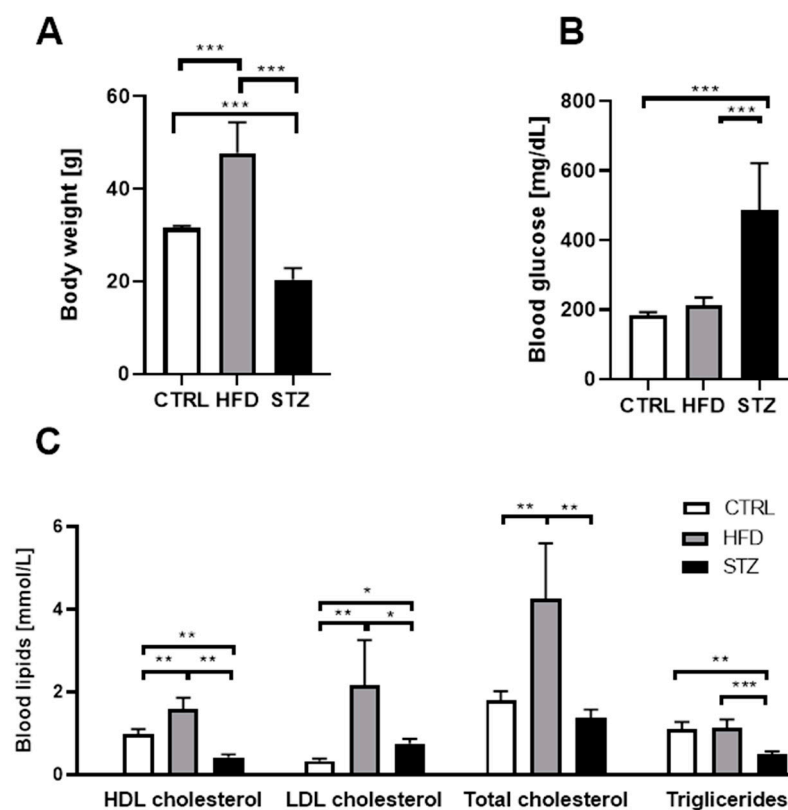 A
Body weight [g]
60
40
20
0
***
***
***
CTRL HFD STZ
B
Blood glucose [mg/dL]
800
600
400
200
0
***
***
CTRL HFD STZ
C
Blood lipids [mmol/L]
6
4
2
0
CTRL
HFD
STZ
**
**
**
*
**
*
**
**
**
***
HDL cholesterol LDL cholesterol Total cholesterol Triglicerides